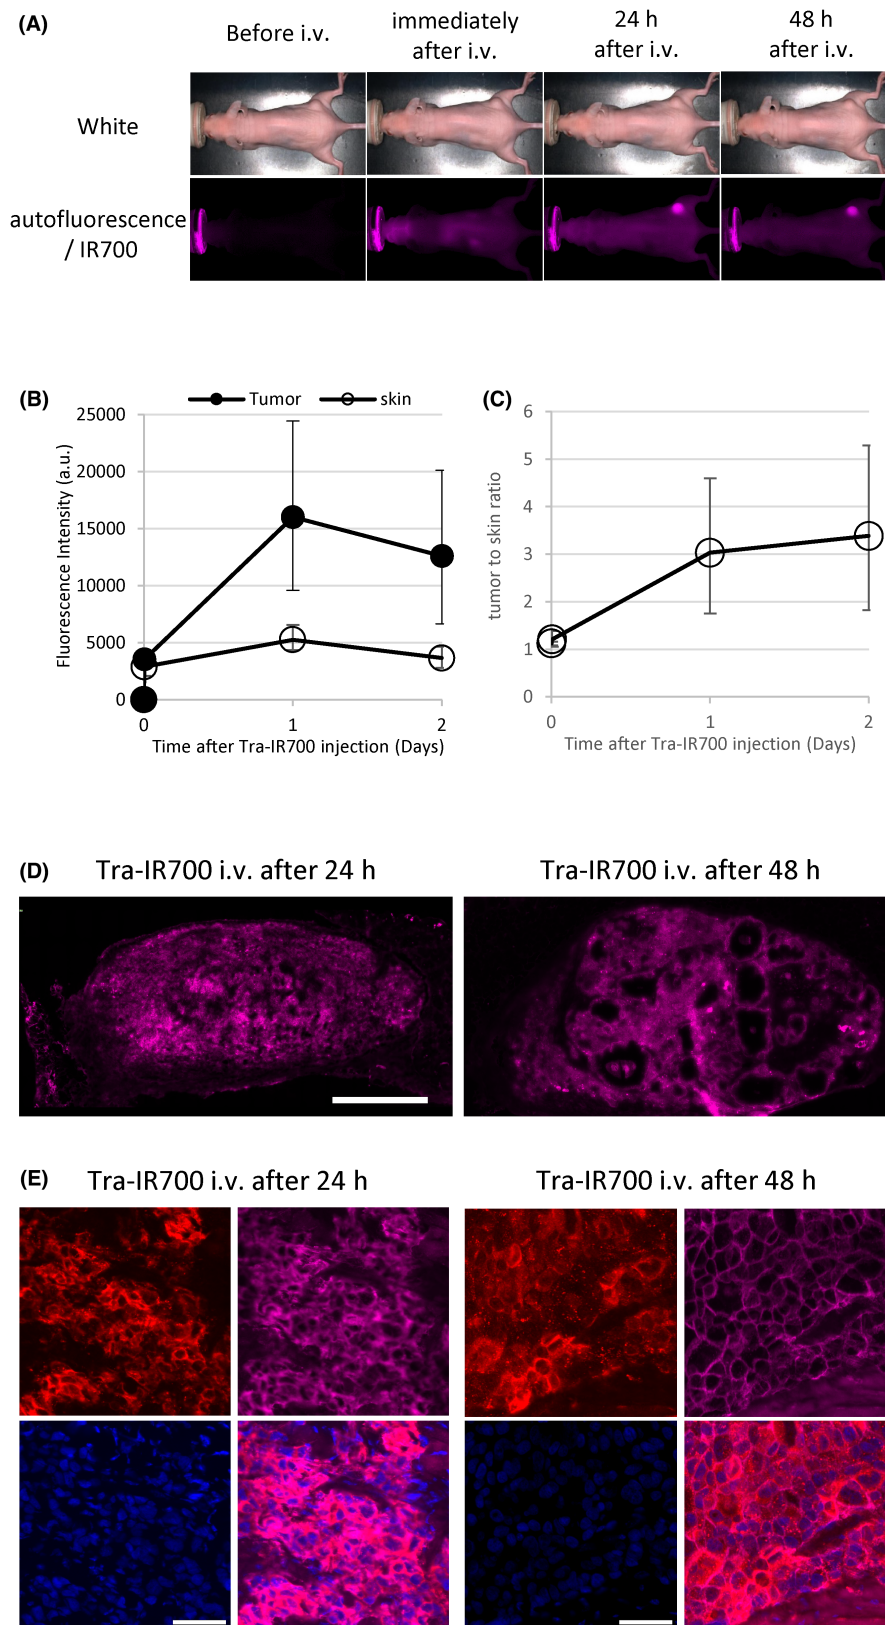 (A)
Before i.v.
immediately
after i.v.
24 h
after i.v.
48 h
after i.v.
White
autofluorescence
/ IR700
(B)
Tumor
skin
25000
20000
15000
10000
5000
0
Fluorescence Intensity (a.u.)
0
1
2
Time after Tra-IR700 injection (Days)
(C)
6
5
4
3
2
1
0
tumor to skin ratio
0
1
2
Time after Tra-IR700 injection (Days)
(D)
Tra-IR700 i.v. after 24 h
Tra-IR700 i.v. after 48 h
(E)
Tra-IR700 i.v. after 24 h
Tra-IR700 i.v. after 48 h